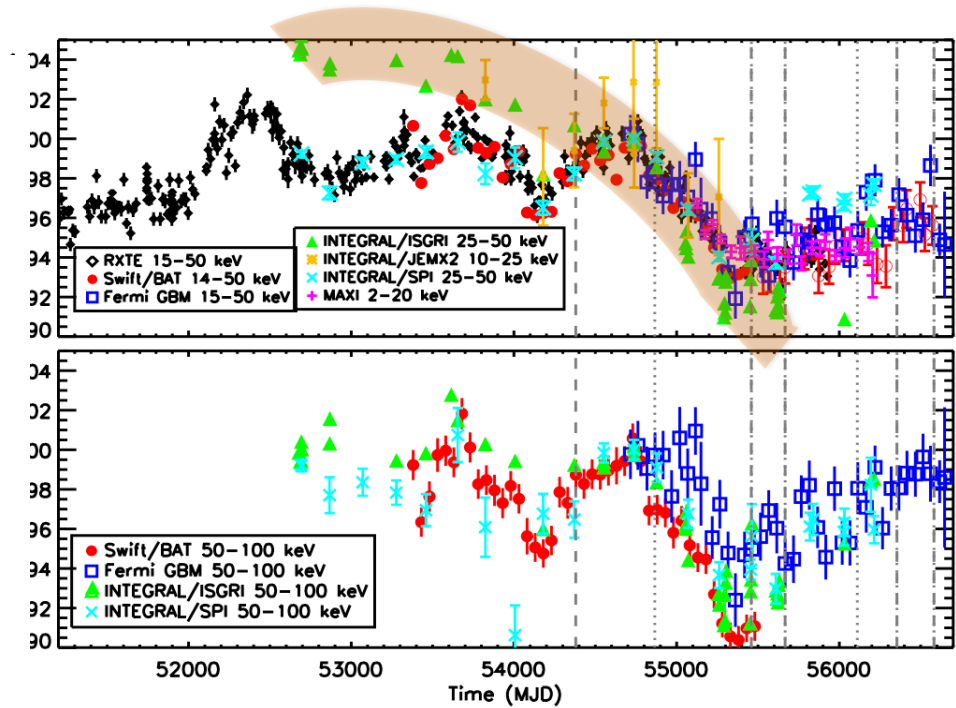 04
02
00
98
96
94
92
90
RXTE 15−50 keV
Swift/BAT 14−50 keV
Fermi GBM 15−50 keV
INTEGRAL/ISGRI 25−50 keV
INTEGRAL/JEMX2 10−25 keV
INTEGRAL/SPI 25−50 keV
MAXI 2−20 keV
04
02
00
98
96
94
92
90
Swift/BAT 50−100 keV
Fermi GBM 50−100 keV
INTEGRAL/ISGRI 50−100 keV
INTEGRAL/SPI 50−100 keV
52000 53000 54000 55000 56000
Time (MJD)